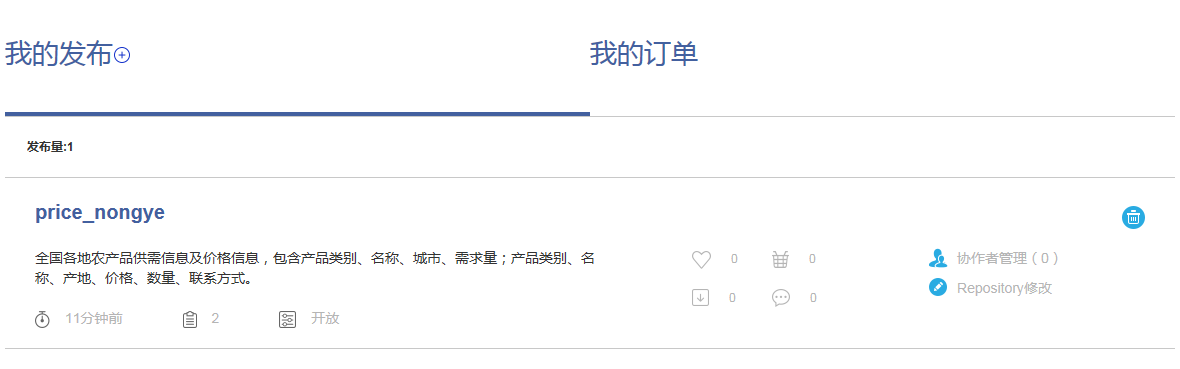 我的发布
我的订单
发布量:1
price_nongye
全国各地农产品供需信息及价格信息，包含产品类别、名称、城市、需求量；产品类别、名
称、产地、价格、数量、联系方式。
0 0 协作者管理（0）
0 0 Repository修改
11分钟前 2 开放